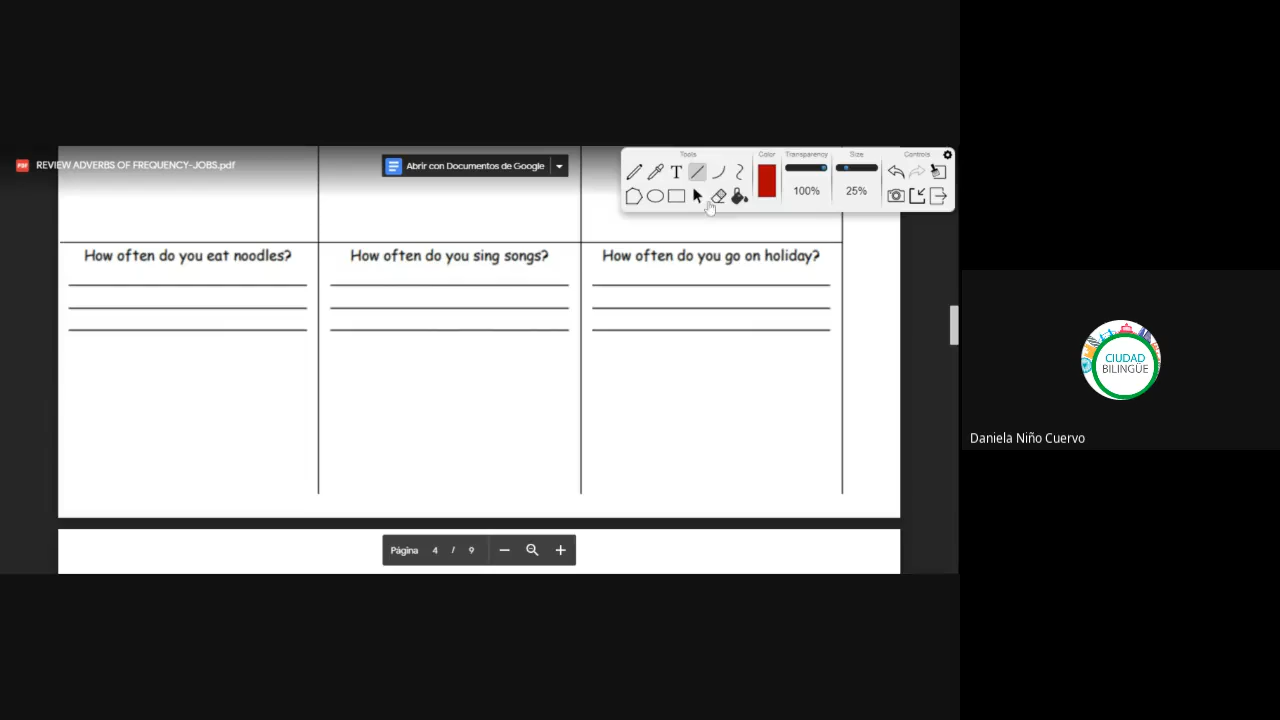 REVIEW ADVERBS OF FREQUENCY-JOBS.pdf
Abrir con Documentos de Google
Tools Color Transparency Size Controls
100% 25%
How often do you eat noodles? How often do you sing songs? How often do you go on holiday?
CIUDAD
BILINGÜE
Daniela Niño Cuervo
Página 4 / 9